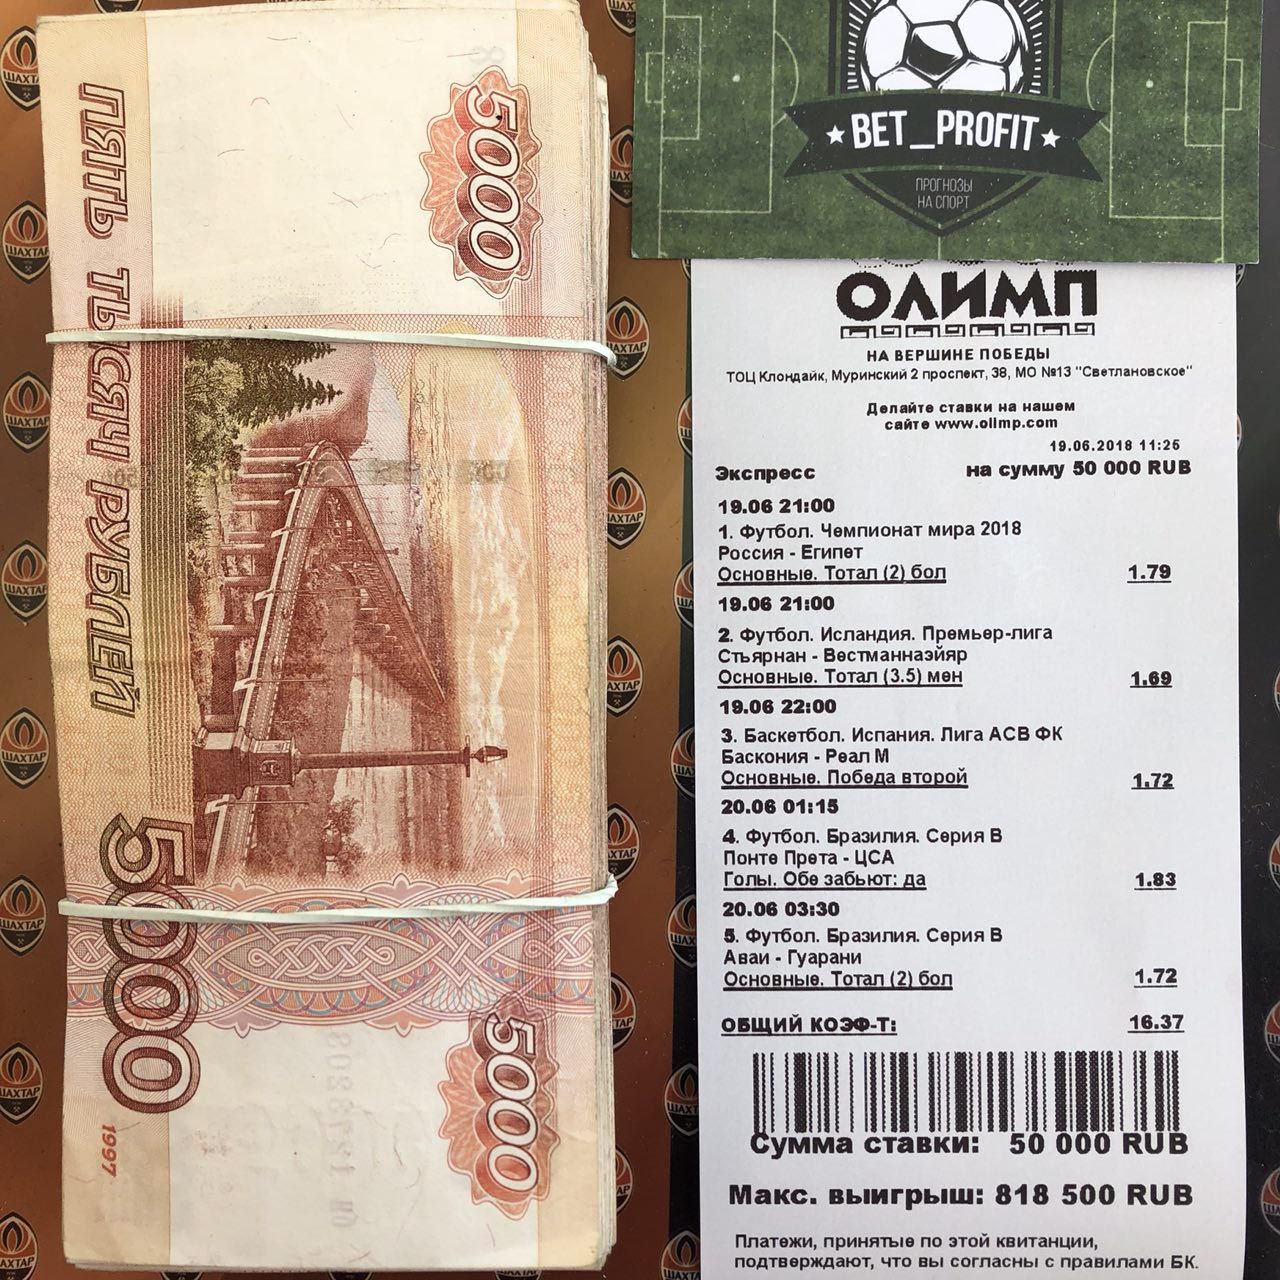 ПЯТЬ ТЫСЯЧ РУБЛЕЙ
5000
5000
5000
1997
ШАХТАР
BET_PROFIT
ПРОГНОЗЫ
НА СПОРТ
ОЛИМП
НА ВЕРШИНЕ ПОБЕДЫ
ТОЦ Клондайк, Муринский 2 проспект, 38, МО №13 "Светлановское"
Делайте ставки на нашем
сайте www.olimp.com
19.06.2018 11:25
Экспресс на сумму 50 000 RUB
19.06 21:00
1. Футбол. Чемпионат мира 2018
Россия - Египет
Основные. Тотал (2) бол 1.79
19.06 21:00
2. Футбол. Исландия. Премьер-лига
Стьярнан - Вестманнаэйяр
Основные. Тотал (3.5) мен 1.69
19.06 22:00
3. Баскетбол. Испания. Лига АСВ ФК
Баскония - Реал М
Основные. Победа второй 1.72
20.06 01:15
4. Футбол. Бразилия. Серия В
Понте Прета - ЦСА
Голы. Обе забьют: да 1.83
20.06 03:30
5. Футбол. Бразилия. Серия В
Аваи - Гуарани
Основные. Тотал (2) бол 1.72
ОБЩИЙ КОЭФ-Т: 16.37
Сумма ставки: 50 000 RUB
Макс. выигрыш: 818 500 RUB
Платежи, принятые по этой квитанции,
подтверждают, что вы согласны с правилами БК.